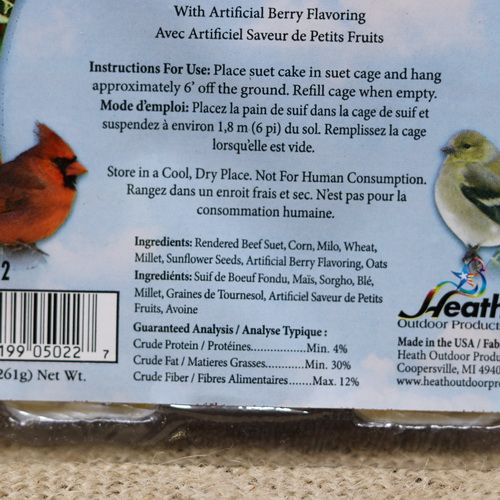 With Artificial Berry Flavoring
Avec Artificiel Saveur de Petits Fruits
Instructions For Use: Place suet cake in suet cage and hang
approximately 6' off the ground. Refill cage when empty.
Mode d'emploi: Placez la pain de suif dans la cage de suif et
suspendez à environ 1,8 m (6 pi) du sol. Remplissez la cage
lorsqu'elle est vide.
Store in a Cool, Dry Place. Not For Human Consumption.
Rangez dans un enroit frais et sec. N'est pas pour la
consommation humaine.
Ingredients: Rendered Beef Suet, Corn, Milo, Wheat,
Millet, Sunflower Seeds, Artificial Berry Flavoring, Oats
Ingrediénts: Suif de Boeuf Fondu, Maïs, Sorgho, Blé,
Millet, Graines de Tournesol, Artificiel Saveur de Petits
Fruits, Avoine
Guaranteed Analysis / Analyse Typique :
Crude Protein / Protéines..............Min. 4%
Crude Fat / Matieres Grasses..........Min. 30%
Crude Fiber / Fibres Alimentaires.......Max. 12%
2
199 05022 7
261g) Net Wt.
Heath
Outdoor Produc
Made in the USA / Fab
Heath Outdoor Prod
Coopersville, MI 4940
www.heathoutdoorpro